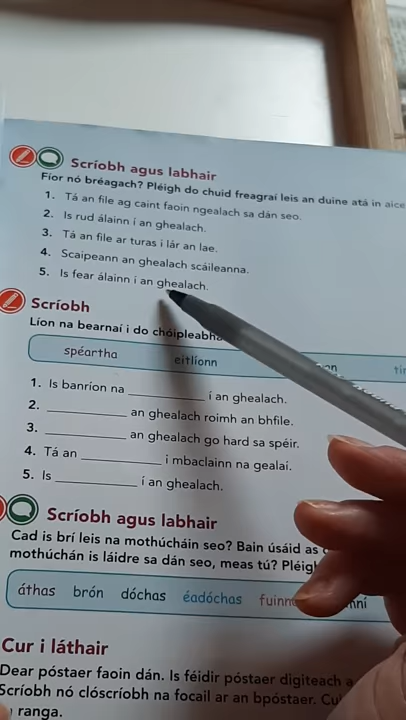 Scríobh agus labhair
Fíor nó bréagach? Pléigh do chuid freagraí leis an duine atá in aice
1. Tá an file ag caint faoin ngealach sa dán seo.
2. Is rud álainn í an ghealach.
3. Tá an file ar turas i lár an lae.
4. Scaipeann an ghealach scáileanna.
5. Is fear álainn í an ghealach.
Scríobh
Líon na bearnaí i do chóipleabh
spéartha eitlíonn
1. Is banríon na ____________ í an ghealach.
2. ____________ an ghealach roimh an bhfile.
3. ____________ an ghealach go hard sa spéir.
4. Tá an ____________ i mbaclainn na gealaí.
5. Is ____________ í an ghealach.
Scríobh agus labhair
Cad is brí leis na mothúcháin seo? Bain úsáid as
mothúchán is láidre sa dán seo, meas tú?
áthas brón dóchas éadóchas
Cur i láthair
Dear póstaer faoin dán. Is féidir póstaer digiteach a
Scríobh nó clóscríobh na focail ar an bpóstaer.
ranga.